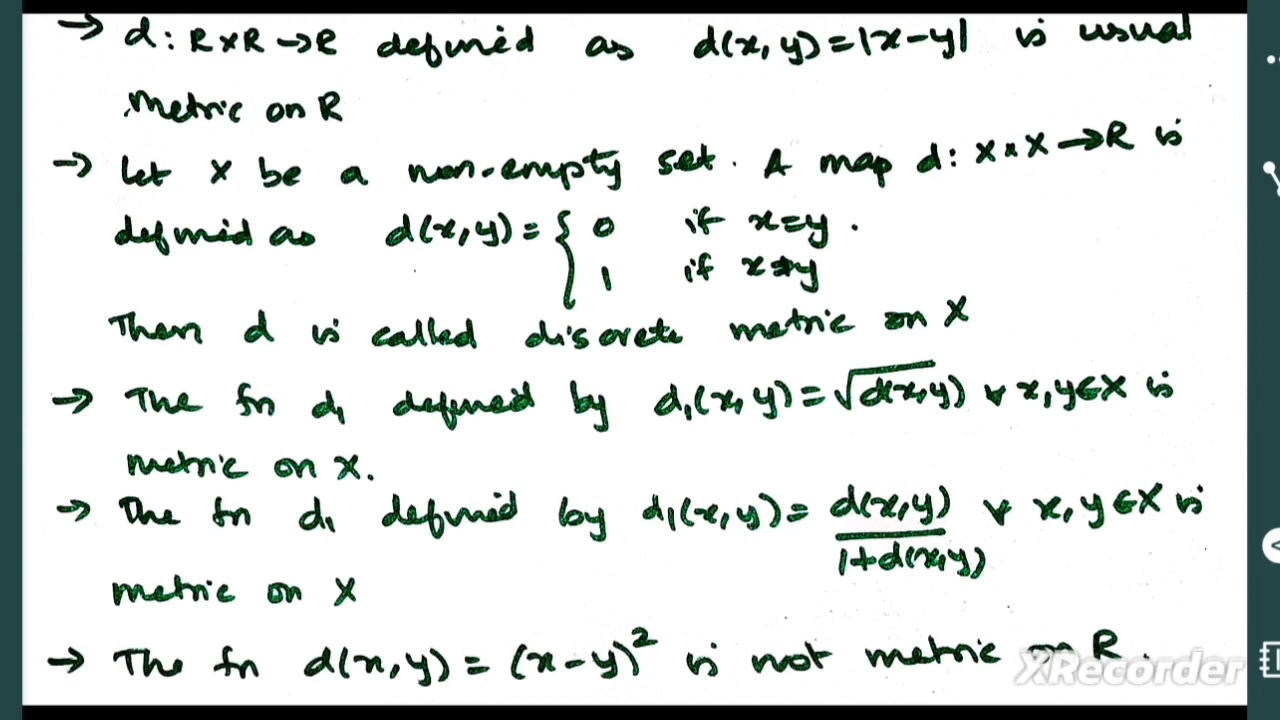 → d: R×R→R defined as d(x,y)=|x-y| is usual
metric on R
→ Let X be a non-empty set. A map d: X×X→R is
defined as d(x,y)= { 0 if x=y.
1 if x≠y
Then d is called discrete metric on X
→ The fn d₁ defined by d₁(x,y)=√d(x,y) ∀ x,y∈X is
metric on X.
→ The fn d₁ defined by d₁(x,y)= d(x,y) ∀ x,y∈X is
1+d(x,y)
metric on X
→ The fn d(x,y) = (x-y)² is not metric on R.
XRecorder